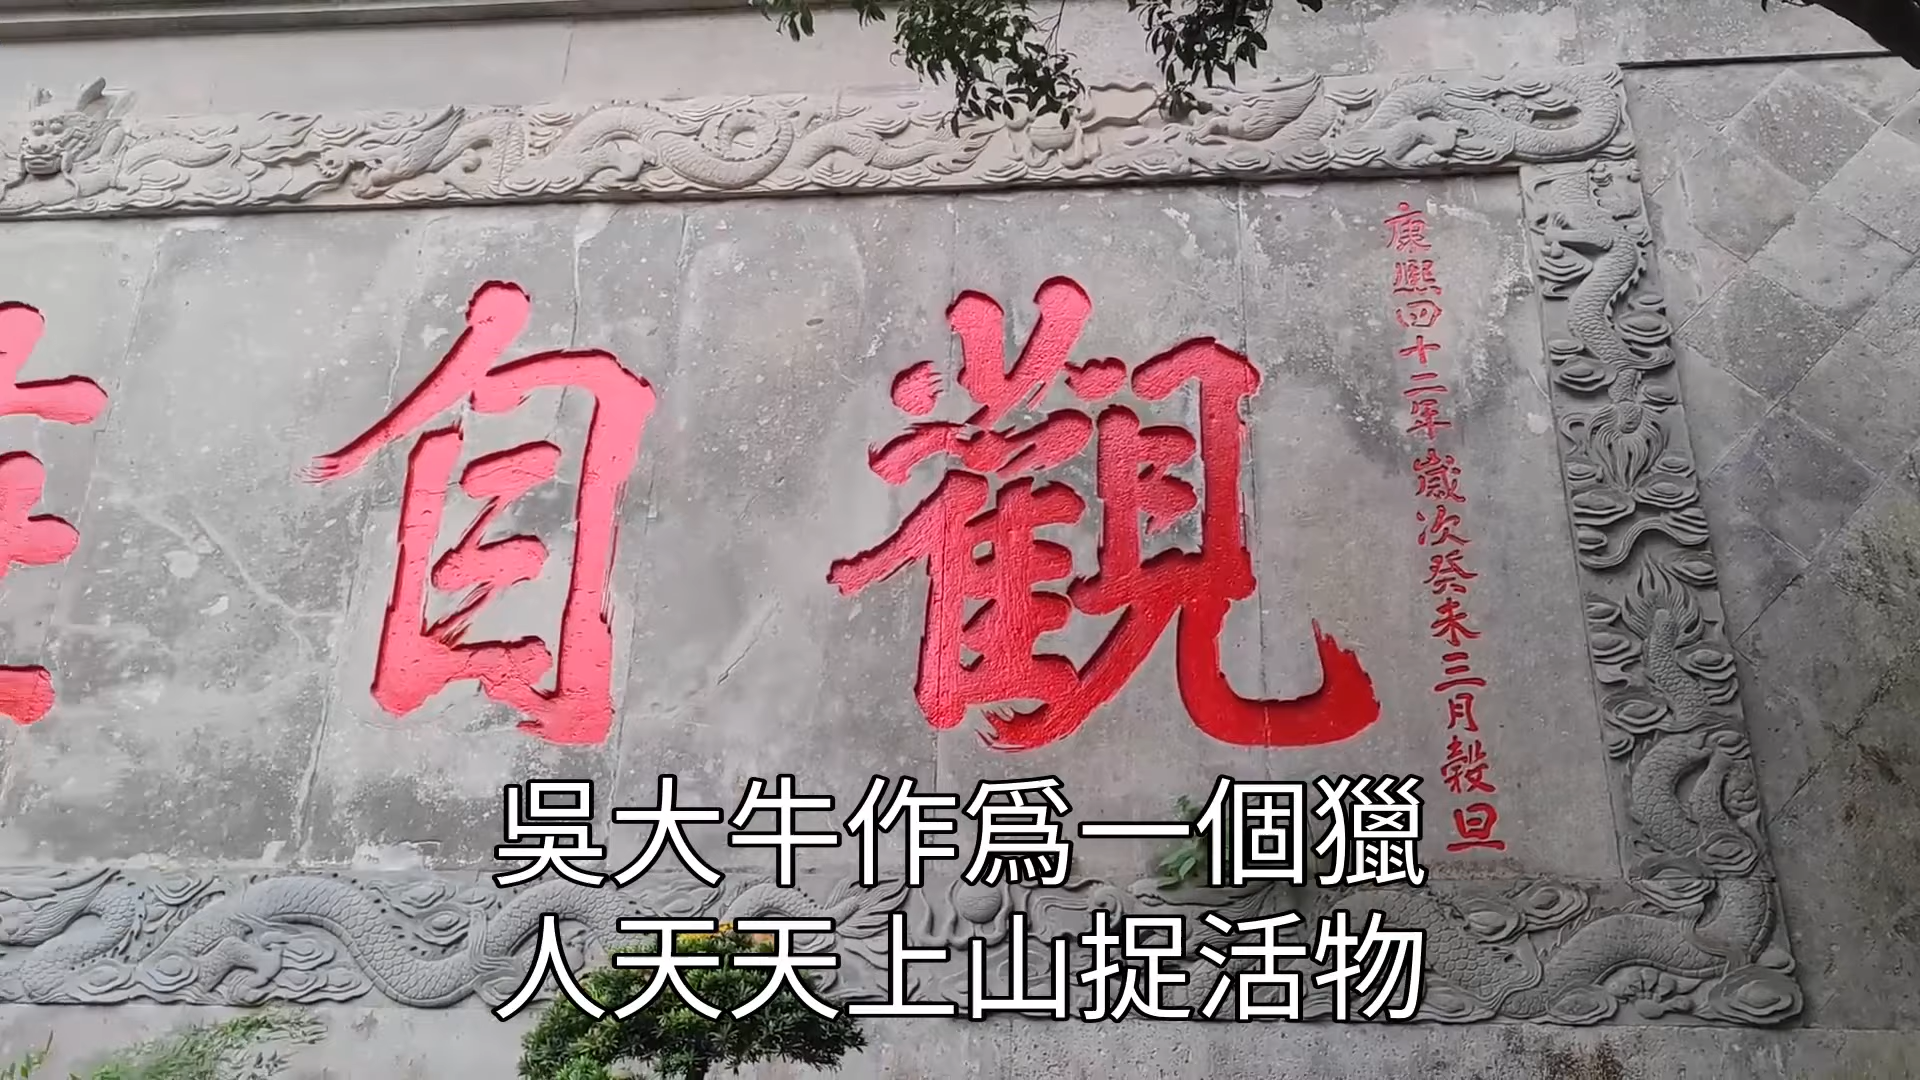 康熙四十二年歲次癸未三月穀旦
觀自在
吳大牛作爲一個獵
人天天上山捉活物